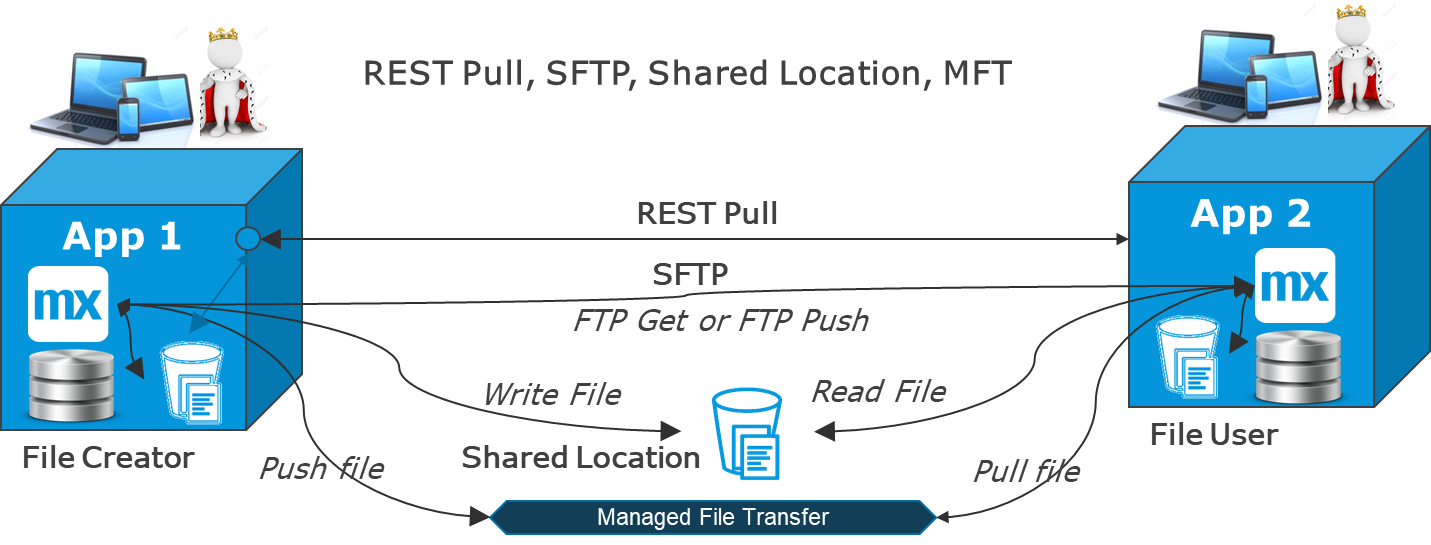 REST Pull, SFTP, Shared Location, MFT
App 1
mx
File Creator
REST Pull
SFTP
FTP Get or FTP Push
Write File
Read File
Shared Location
Push file
Pull file
Managed File Transfer
App 2
mx
File User